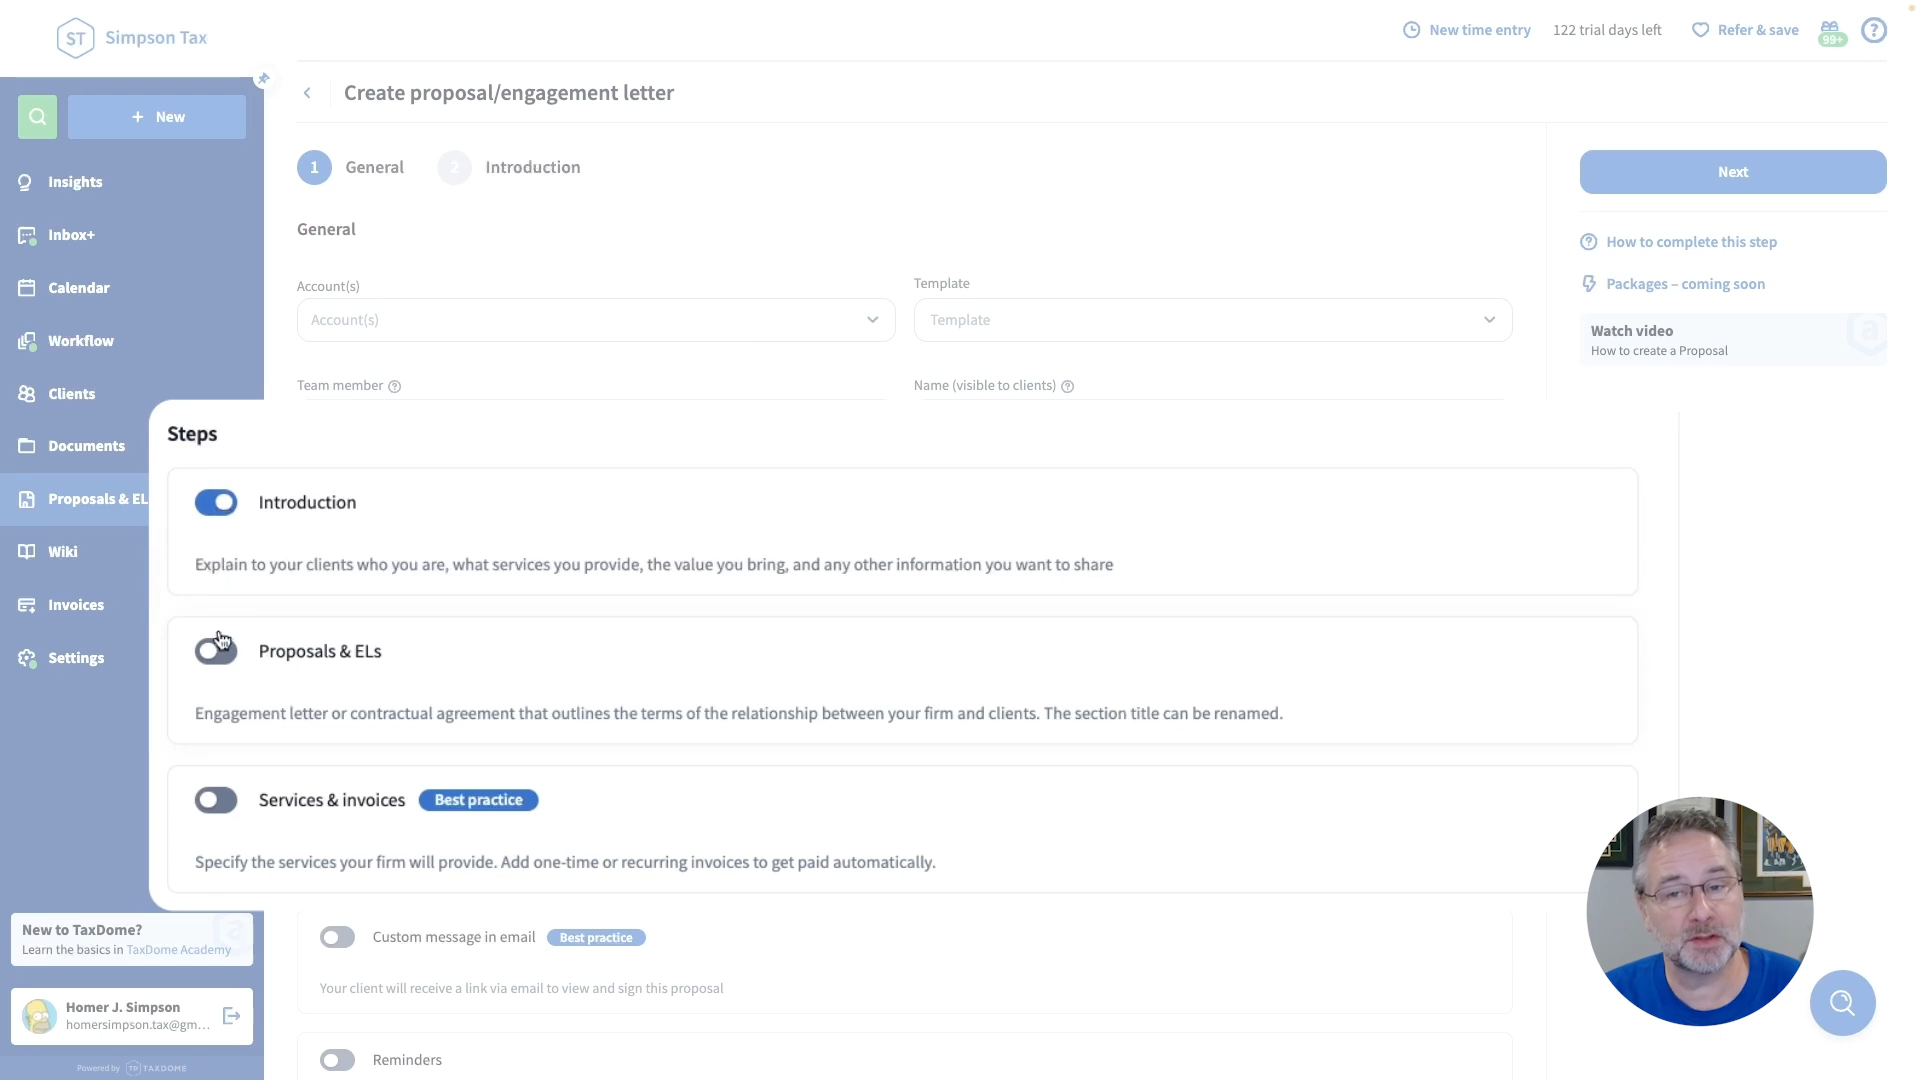 ST Simpson Tax
New time entry
122 trial days left
Refer & save
99+
?
Create proposal/engagement letter
+ New
1 General
2 Introduction
Next
Insights
Inbox+
Calendar
Workflow
Clients
Documents
Proposals & EL
Wiki
Invoices
Settings
General
Account(s)
Account(s)
Template
Template
Team member ?
Name (visible to clients) ?
How to complete this step
Packages – coming soon
Watch video
How to create a Proposal
Steps
Introduction
Explain to your clients who you are, what services you provide, the value you bring, and any other information you want to share
Proposals & ELs
Engagement letter or contractual agreement that outlines the terms of the relationship between your firm and clients. The section title can be renamed.
Services & invoices Best practice
Specify the services your firm will provide. Add one-time or recurring invoices to get paid automatically.
Custom message in email Best practice
Your client will receive a link via email to view and sign this proposal
Reminders
New to TaxDome?
Learn the basics in TaxDome Academy
Homer J. Simpson
homersimpson.tax@gm...
Powered by TD TAXDOME